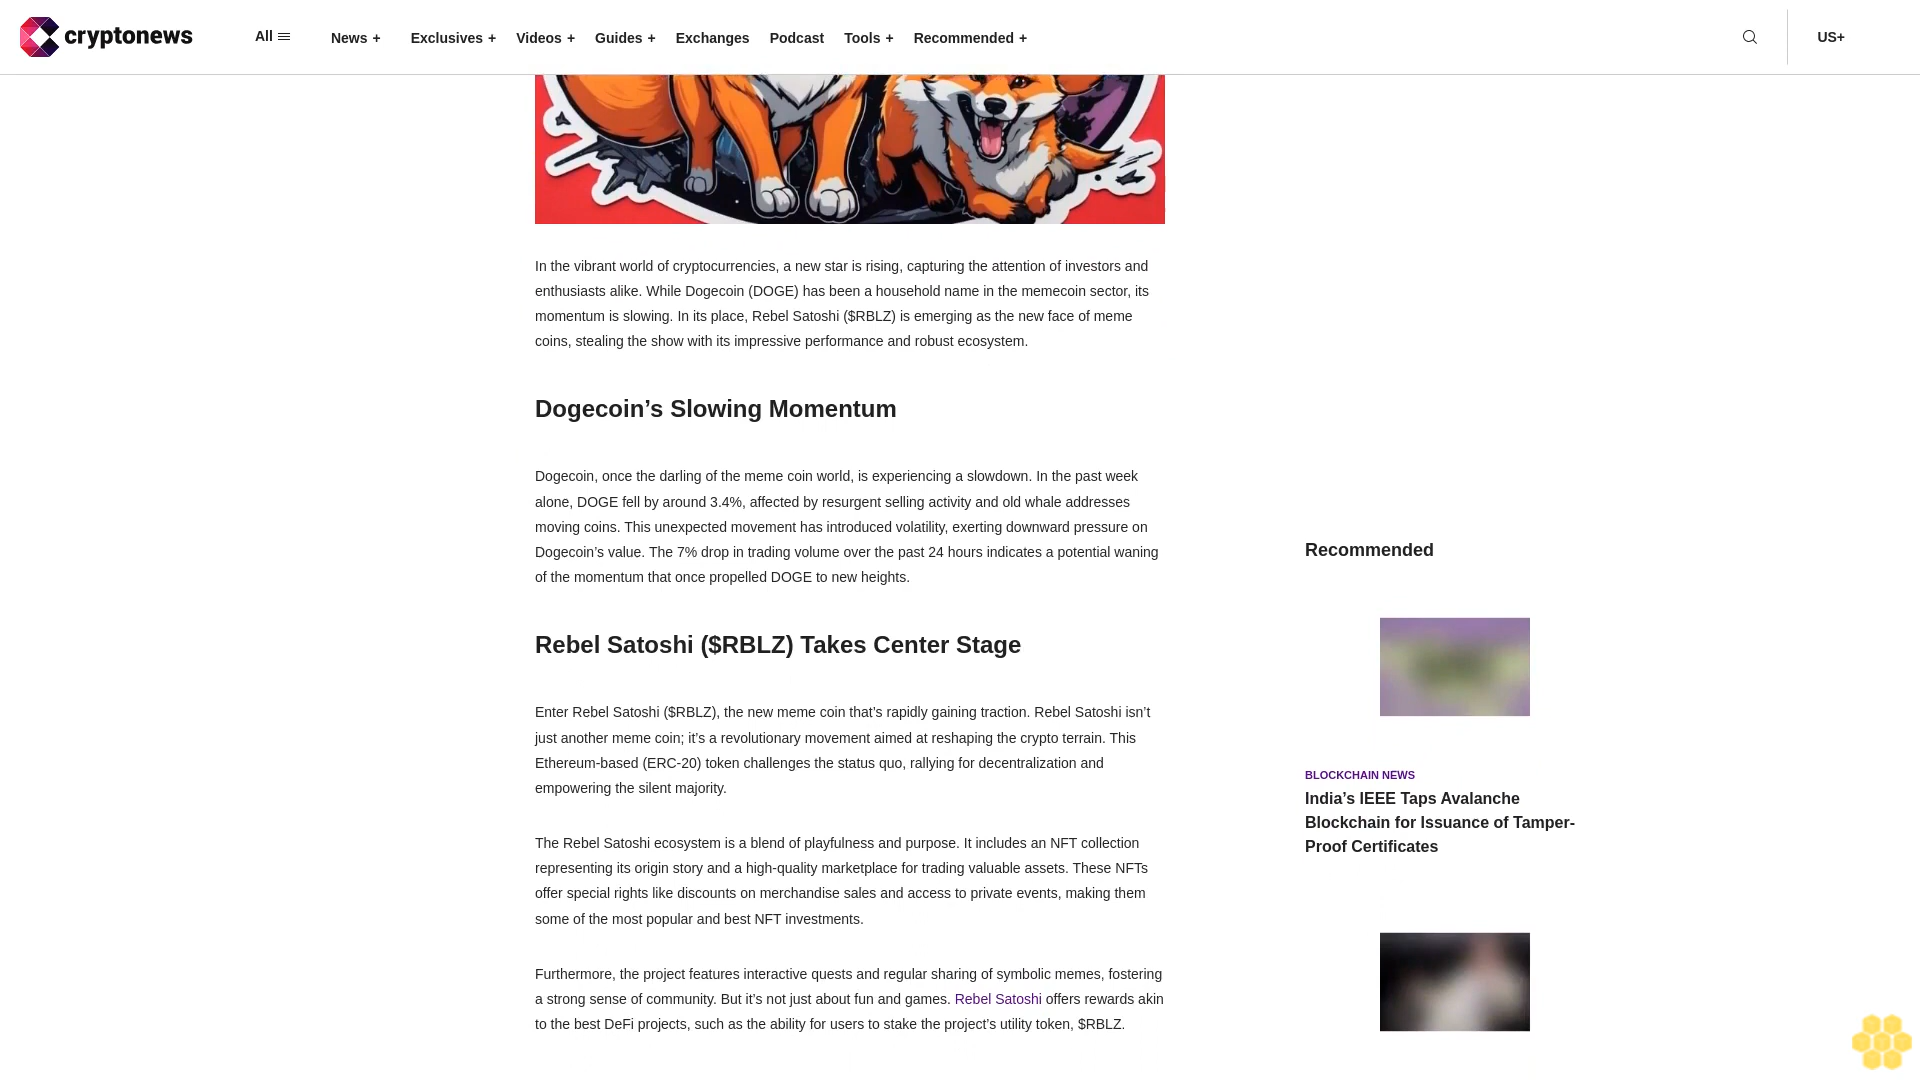 cryptonews
All
News +
Exclusives +
Videos +
Guides +
Exchanges
Podcast
Tools +
Recommended +
US+
In the vibrant world of cryptocurrencies, a new star is rising, capturing the attention of investors and
enthusiasts alike. While Dogecoin (DOGE) has been a household name in the memecoin sector, its
momentum is slowing. In its place, Rebel Satoshi ($RBLZ) is emerging as the new face of meme
coins, stealing the show with its impressive performance and robust ecosystem.
Dogecoin’s Slowing Momentum
Dogecoin, once the darling of the meme coin world, is experiencing a slowdown. In the past week
alone, DOGE fell by around 3.4%, affected by resurgent selling activity and old whale addresses
moving coins. This unexpected movement has introduced volatility, exerting downward pressure on
Dogecoin’s value. The 7% drop in trading volume over the past 24 hours indicates a potential waning
of the momentum that once propelled DOGE to new heights.
Rebel Satoshi ($RBLZ) Takes Center Stage
Enter Rebel Satoshi ($RBLZ), the new meme coin that’s rapidly gaining traction. Rebel Satoshi isn’t
just another meme coin; it’s a revolutionary movement aimed at reshaping the crypto terrain. This
Ethereum-based (ERC-20) token challenges the status quo, rallying for decentralization and
empowering the silent majority.
The Rebel Satoshi ecosystem is a blend of playfulness and purpose. It includes an NFT collection
representing its origin story and a high-quality marketplace for trading valuable assets. These NFTs
offer special rights like discounts on merchandise sales and access to private events, making them
some of the most popular and best NFT investments.
Furthermore, the project features interactive quests and regular sharing of symbolic memes, fostering
a strong sense of community. But it’s not just about fun and games. Rebel Satoshi offers rewards akin
to the best DeFi projects, such as the ability for users to stake the project’s utility token, $RBLZ.
Recommended
BLOCKCHAIN NEWS
India’s IEEE Taps Avalanche
Blockchain for Issuance of Tamper-
Proof Certificates